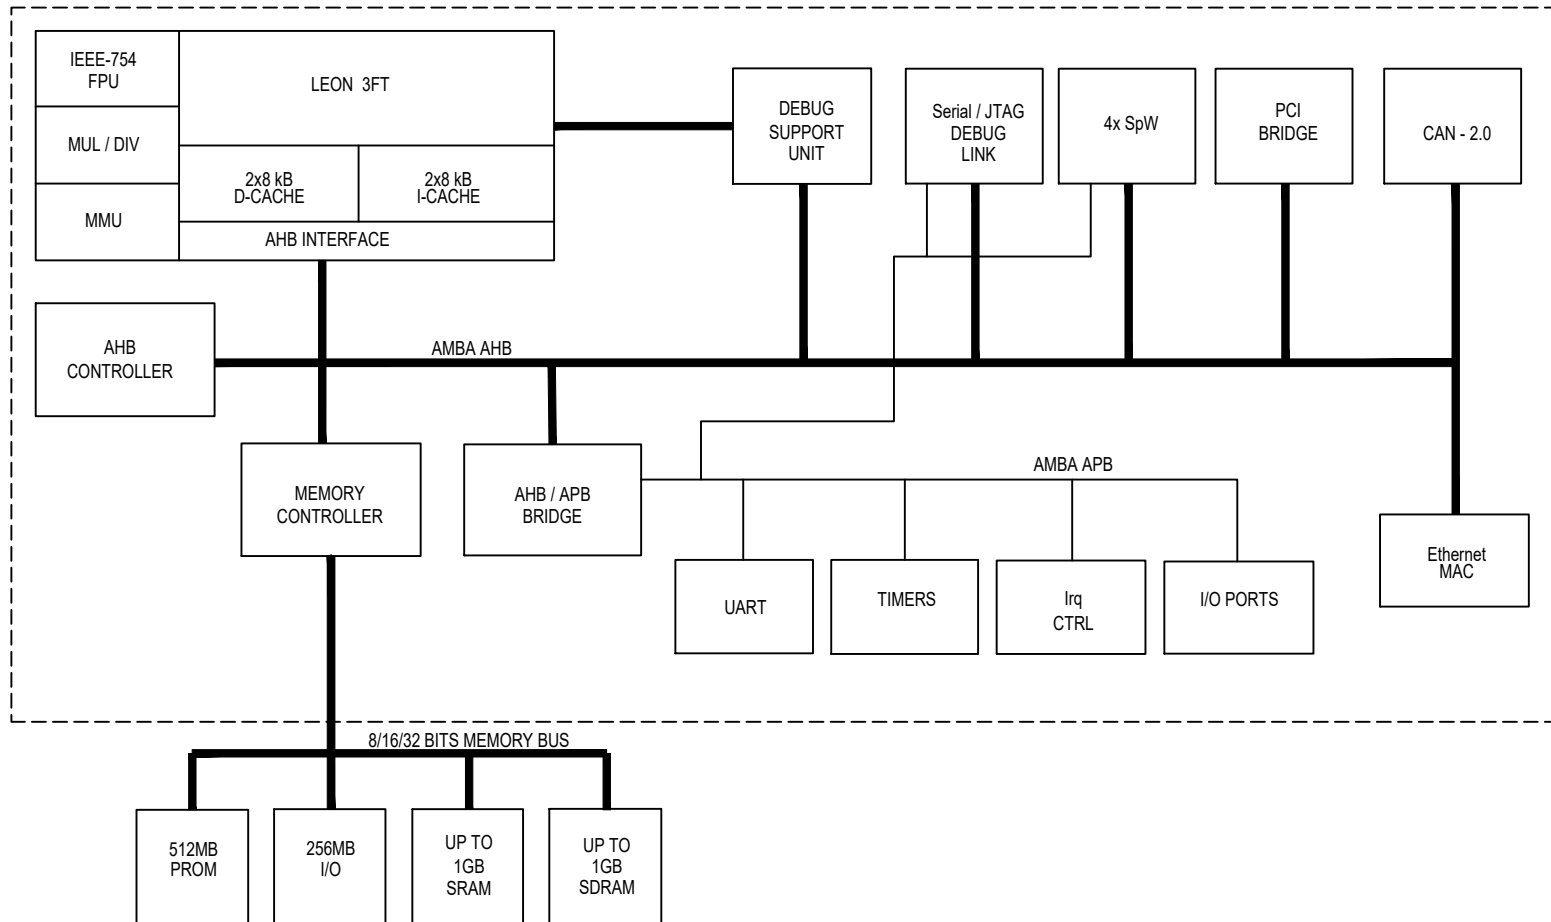 IEEE-754
FPU
LEON 3FT
MUL / DIV
MMU
2x8 kB
D-CACHE
2x8 kB
I-CACHE
AHB INTERFACE
DEBUG
SUPPORT
UNIT
Serial / JTAG
DEBUG
LINK
4x SpW
PCI
BRIDGE
CAN - 2.0
AHB
CONTROLLER
AMBA AHB
MEMORY
CONTROLLER
AHB / APB
BRIDGE
AMBA APB
UART
TIMERS
Irq
CTRL
I/O PORTS
Ethernet
MAC
8/16/32 BITS MEMORY BUS
512MB
PROM
256MB
I/O
UP TO
1GB
SRAM
UP TO
1GB
SDRAM